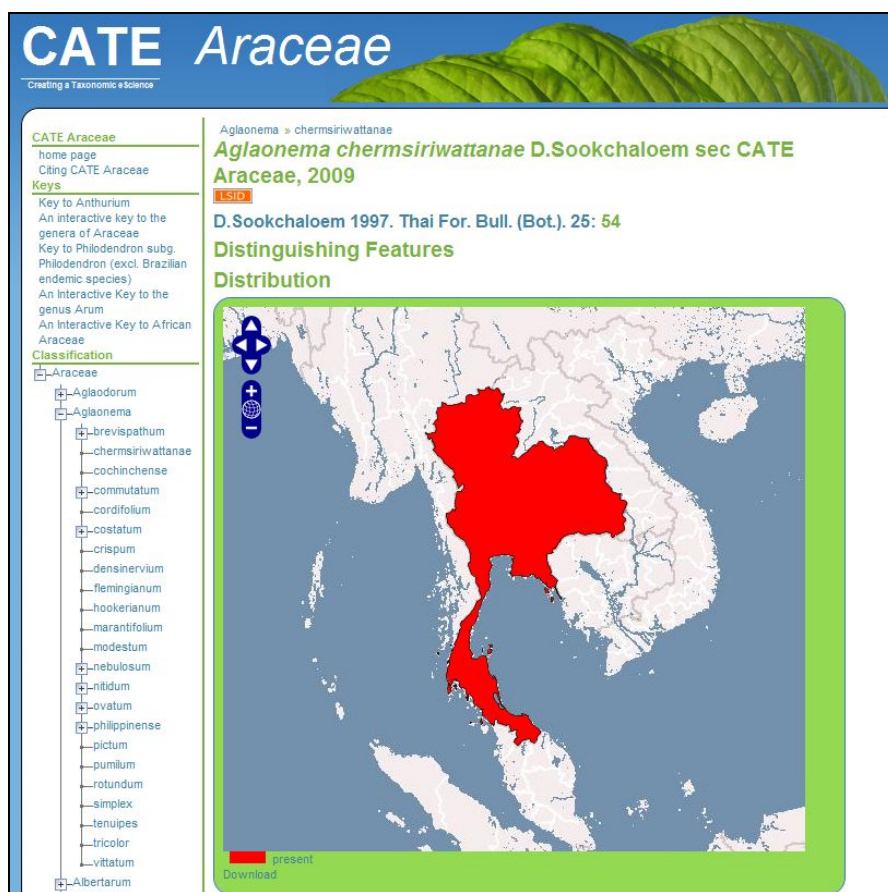 CATE Araceae
Creating a Taxonomic eScience
CATE Araceae
home page
Citing CATE Araceae
Keys
Key to Anthurium
An interactive key to the
genera of Araceae
Key to Philodendron subg.
Philodendron (excl. Brazilian
endemic species)
An Interactive Key to the
genus Arum
An Interactive Key to African
Araceae
Classification
Araceae
Aglaodorum
Aglaonema
brevispathum
chermsiriwattanae
cochinchense
commutatum
cordifolium
costatum
crispum
densinervium
flemingianum
hookerianum
marantifolium
modestum
nebulosum
nitidum
ovatum
philippinense
pictum
pumilum
rotundum
simplex
tenuipes
tricolor
vittatum
Albertarum
Aglaonema » chermsiriwattanae
Aglaonema chermsiriwattanae D.Sookchaloem sec CATE
Araceae, 2009
LSID
D.Sookchaloem 1997. Thai For. Bull. (Bot.). 25: 54
Distinguishing Features
Distribution
present
Download